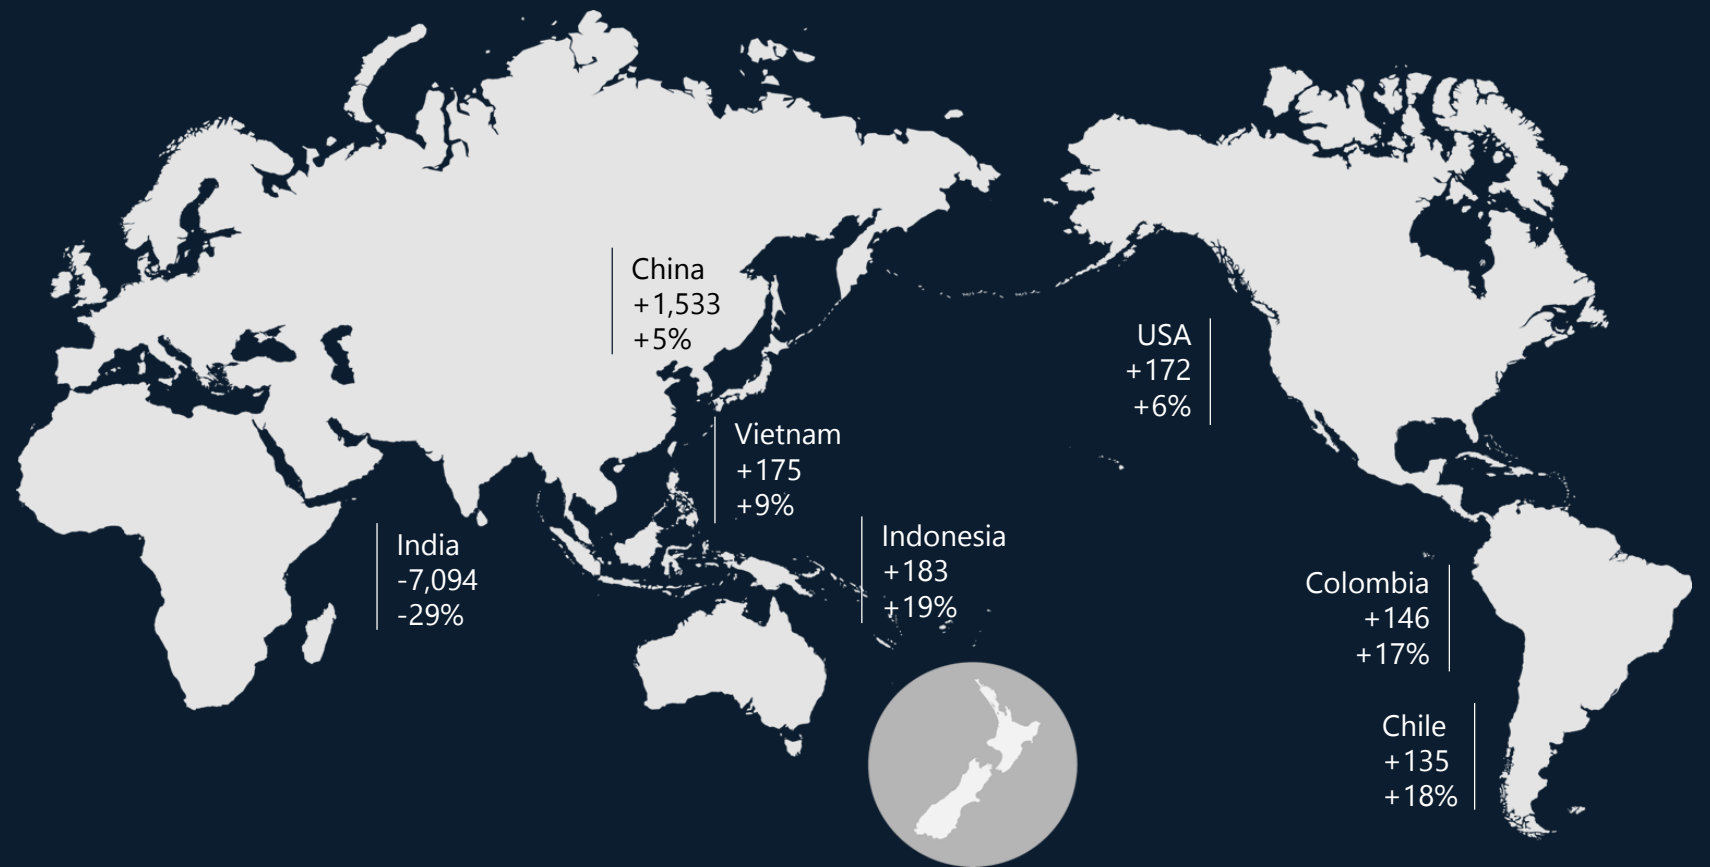 China
+1,533
+5%
USA
+172
+6%
Vietnam
+175
+9%
India
-7,094
-29%
Indonesia
+183
+19%
Colombia
+146
+17%
Chile
+135
+18%